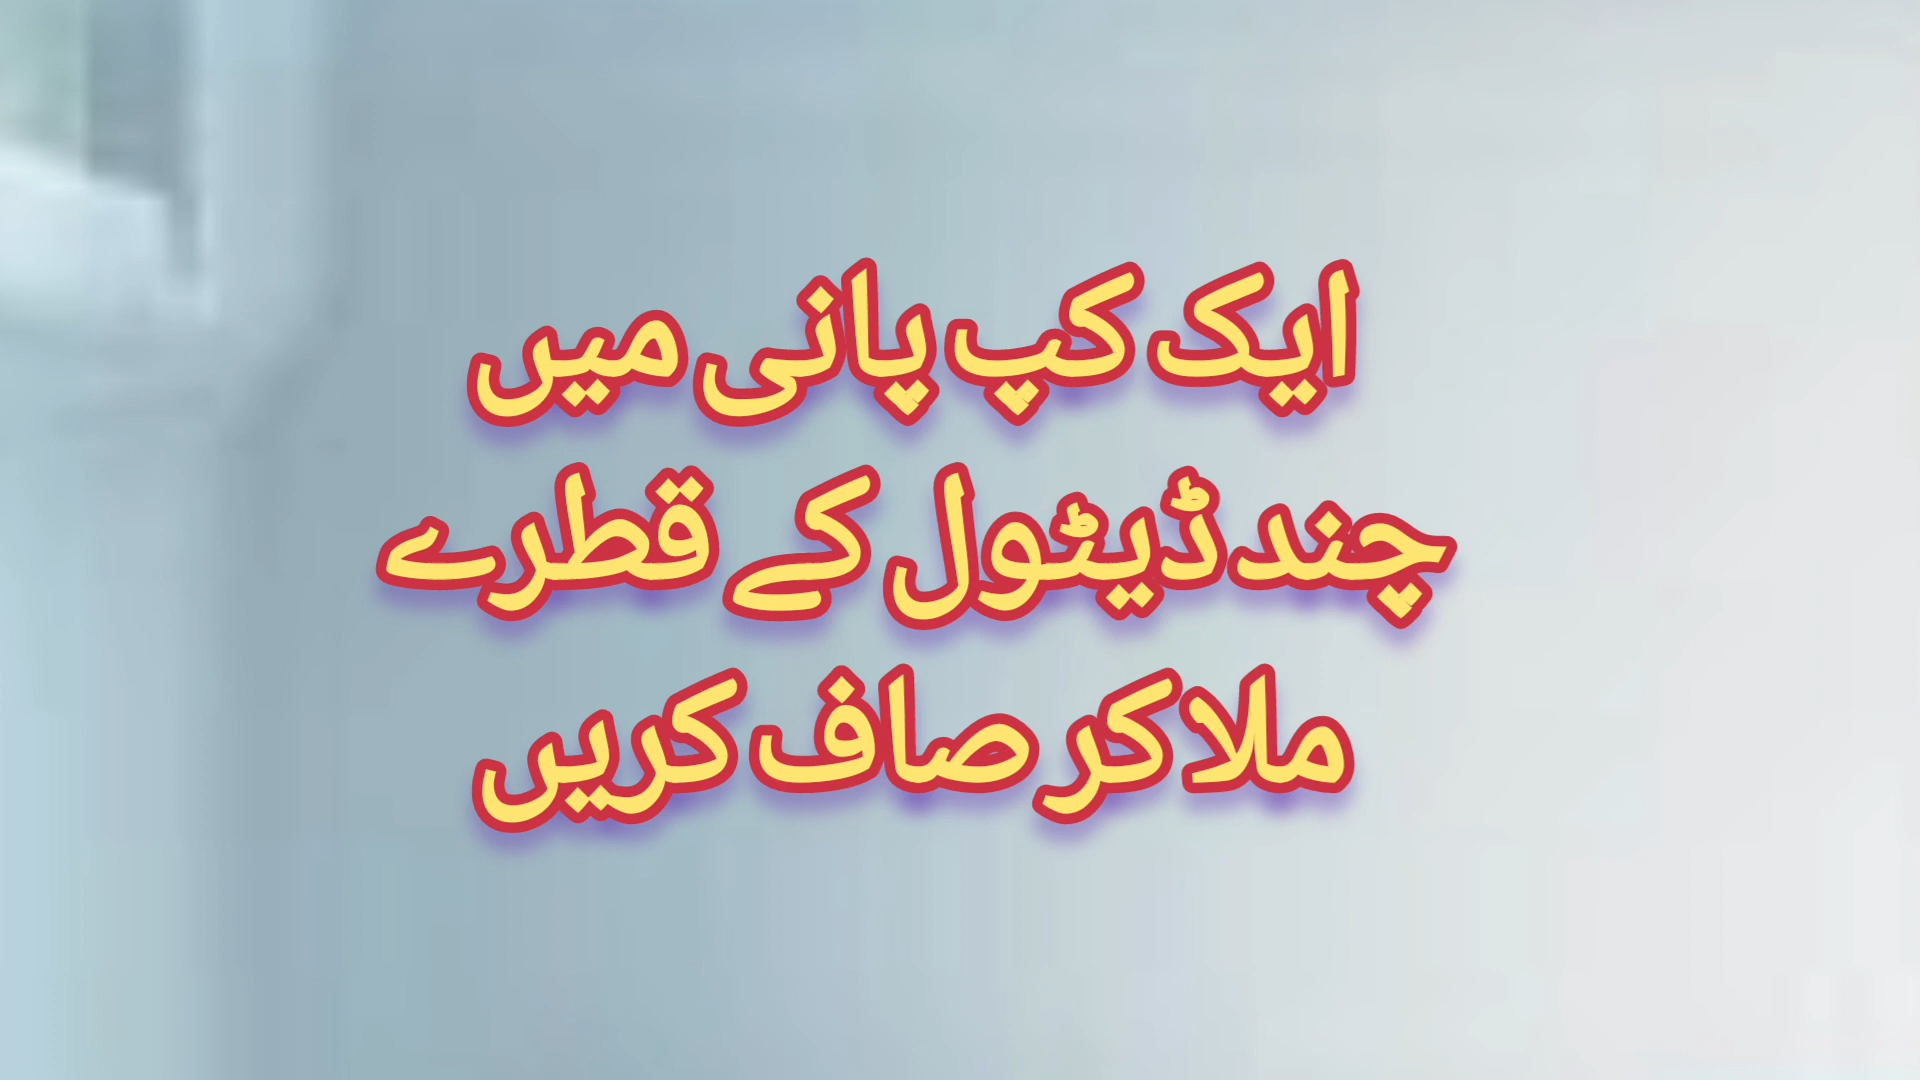 ایک کپ پانی میں
چند ڈیٹول کے قطرے
ملا کر صاف کریں